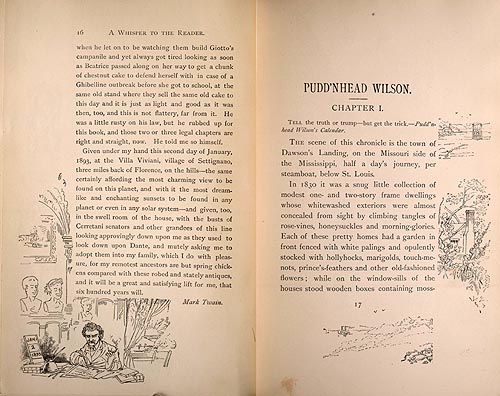 16 A WHISPER TO THE READER.
when he let on to be watching them build Giotto's
campanile and yet always got tired looking as soon
as Beatrice passed along on her way to get a chunk
of chestnut cake to defend herself with in case of a
Ghibelline outbreak before she got to school, at the
same old stand where they sell the same old cake to
this day and it is just as light and good as it was
then, too, and this is not flattery, far from it. He
was a little rusty on his law, but he rubbed up for
this book, and those two or three legal chapters are
right and straight, now. He told me so himself.
Given under my hand this second day of January,
1893, at the Villa Viviani, village of Settignano,
three miles back of Florence, on the hills—the same
certainly affording the most charming view to be
found on this planet, and with it the most dream-
like and enchanting sunsets to be found in any
planet or even in any solar system—and given, too,
in the swell room of the house, with the busts of
Cerretani senators and other grandees of this line
looking approvingly down upon me as they used to
look down upon Dante, and mutely asking me to
adopt them into my family, which I do with pleas-
ure, for my remotest ancestors are but spring chick-
ens compared with these robed and stately antiques,
and it will be a great and satisfying lift for me, that
six hundred years will.
Mark Twain.
PUDD'NHEAD WILSON.
CHAPTER I.
TELL the truth or trump—but get the trick.—Pudd'n-
head Wilson's Calendar.
THE scene of this chronicle is the town of
Dawson's Landing, on the Missouri side of
the Mississippi, half a day's journey, per
steamboat, below St. Louis.
In 1830 it was a snug little collection of
modest one- and two-story frame dwellings
whose whitewashed exteriors were almost
concealed from sight by climbing tangles of
rose-vines, honeysuckles and morning-glories.
Each of these pretty homes had a garden in
front fenced with white palings and opulently
stocked with hollyhocks, marigolds, touch-me-
nots, prince's-feathers and other old-fashioned
flowers; while on the window-sills of the
houses stood wooden boxes containing moss-
17